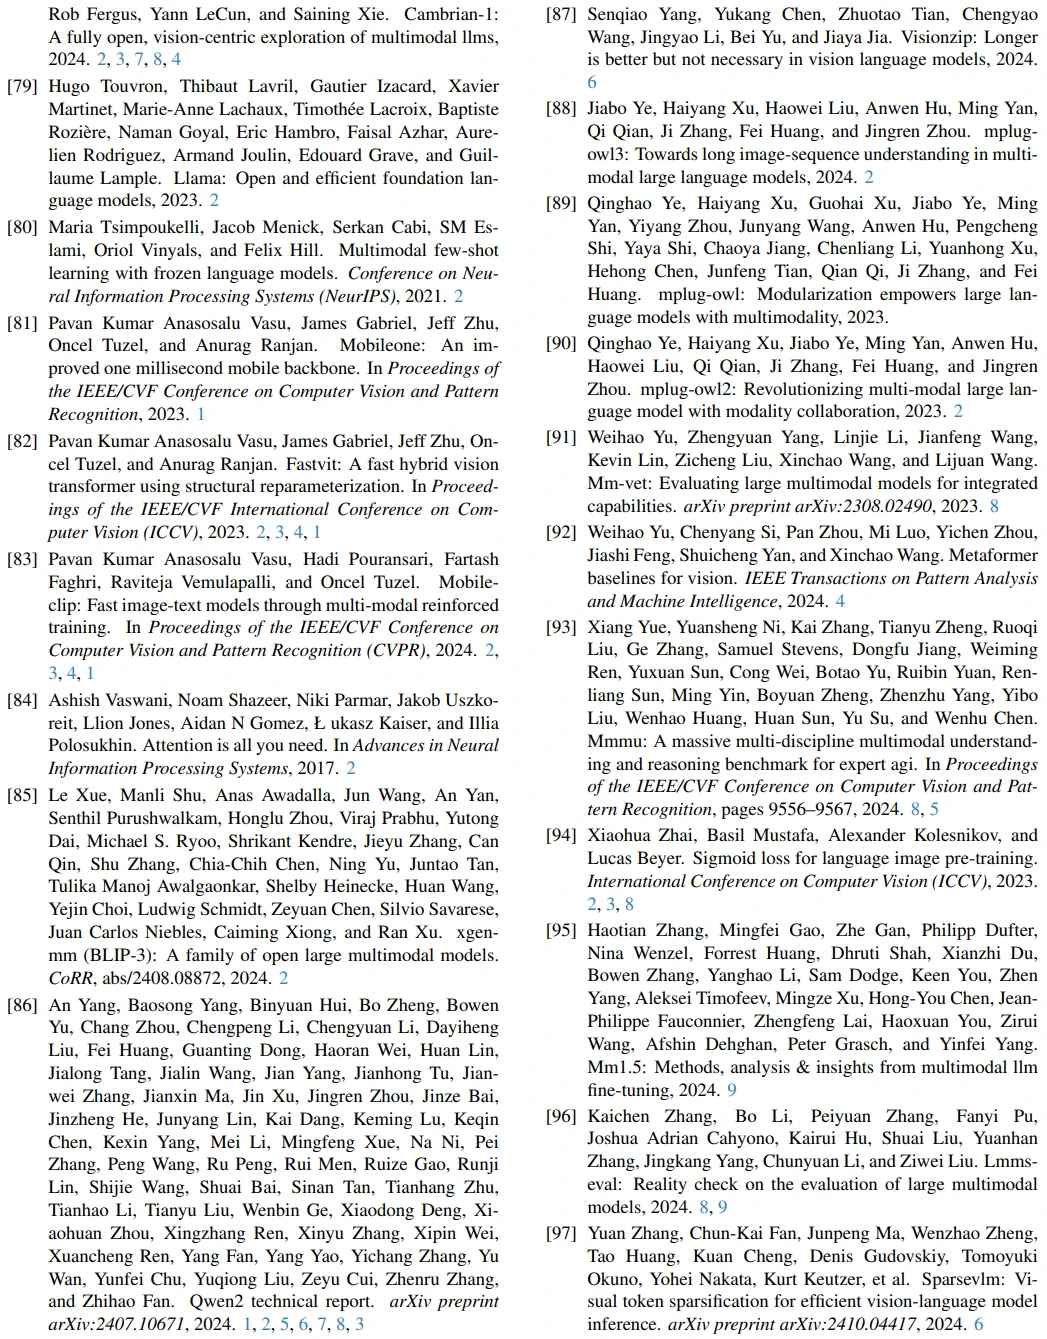 Rob Fergus, Yann LeCun, and Saining Xie. Cambrian-1:
A fully open, vision-centric exploration of multimodal llms,
2024. 2, 3, 7, 8, 4
[79] Hugo Touvron, Thibaut Lavril, Gautier Izacard, Xavier
Martinet, Marie-Anne Lachaux, Timothée Lacroix, Baptiste
Rozière, Naman Goyal, Eric Hambro, Faisal Azhar, Aure-
lien Rodriguez, Armand Joulin, Edouard Grave, and Guil-
laume Lample. Llama: Open and efficient foundation lan-
guage models, 2023. 2
[80] Maria Tsimpoukelli, Jacob Menick, Serkan Cabi, SM Es-
lami, Oriol Vinyals, and Felix Hill. Multimodal few-shot
learning with frozen language models. Conference on Neu-
ral Information Processing Systems (NeurIPS), 2021. 2
[81] Pavan Kumar Anasosalu Vasu, James Gabriel, Jeff Zhu,
Oncel Tuzel, and Anurag Ranjan. Mobileone: An im-
proved one millisecond mobile backbone. In Proceedings of
the IEEE/CVF Conference on Computer Vision and Pattern
Recognition, 2023. 1
[82] Pavan Kumar Anasosalu Vasu, James Gabriel, Jeff Zhu, On-
cel Tuzel, and Anurag Ranjan. Fastvit: A fast hybrid vision
transformer using structural reparameterization. In Proceed-
ings of the IEEE/CVF International Conference on Com-
puter Vision (ICCV), 2023. 2, 3, 4, 1
[83] Pavan Kumar Anasosalu Vasu, Hadi Pouransari, Fartash
Faghri, Raviteja Vemulapalli, and Oncel Tuzel. Mobile-
clip: Fast image-text models through multi-modal reinforced
training. In Proceedings of the IEEE/CVF Conference on
Computer Vision and Pattern Recognition (CVPR), 2024. 2,
3, 4, 1
[84] Ashish Vaswani, Noam Shazeer, Niki Parmar, Jakob Uszko-
reit, Llion Jones, Aidan N Gomez, Ł ukasz Kaiser, and Illia
Polosukhin. Attention is all you need. In Advances in Neural
Information Processing Systems, 2017. 2
[85] Le Xue, Manli Shu, Anas Awadalla, Jun Wang, An Yan,
Senthil Purushwalkam, Honglu Zhou, Viraj Prabhu, Yutong
Dai, Michael S. Ryoo, Shrikant Kendre, Jieyu Zhang, Can
Qin, Shu Zhang, Chia-Chih Chen, Ning Yu, Juntao Tan,
Tulika Manoj Awalgaonkar, Shelby Heinecke, Huan Wang,
Yejin Choi, Ludwig Schmidt, Zeyuan Chen, Silvio Savarese,
Juan Carlos Niebles, Caiming Xiong, and Ran Xu. xgen-
mm (BLIP-3): A family of open large multimodal models.
CoRR, abs/2408.08872, 2024. 2
[86] An Yang, Baosong Yang, Binyuan Hui, Bo Zheng, Bowen
Yu, Chang Zhou, Chengpeng Li, Chengyuan Li, Dayiheng
Liu, Fei Huang, Guanting Dong, Haoran Wei, Huan Lin,
Jialong Tang, Jialin Wang, Jian Yang, Jianhong Tu, Jian-
wei Zhang, Jianxin Ma, Jin Xu, Jingren Zhou, Jinze Bai,
Jinzheng He, Junyang Lin, Kai Dang, Keming Lu, Keqin
Chen, Kexin Yang, Mei Li, Mingfeng Xue, Na Ni, Pei
Zhang, Peng Wang, Ru Peng, Rui Men, Ruize Gao, Runji
Lin, Shijie Wang, Shuai Bai, Sinan Tan, Tianhang Zhu,
Tianhao Li, Tianyu Liu, Wenbin Ge, Xiaodong Deng, Xi-
aohuan Zhou, Xingzhang Ren, Xinyu Zhang, Xipin Wei,
Xuancheng Ren, Yang Fan, Yang Yao, Yichang Zhang, Yu
Wan, Yunfei Chu, Yuqiong Liu, Zeyu Cui, Zhenru Zhang,
and Zhihao Fan. Qwen2 technical report. arXiv preprint
arXiv:2407.10671, 2024. 1, 2, 5, 6, 7, 8, 3
[87] Senqiao Yang, Yukang Chen, Zhuotao Tian, Chengyao
Wang, Jingyao Li, Bei Yu, and Jiaya Jia. Visionzip: Longer
is better but not necessary in vision language models, 2024.
6
[88] Jiabo Ye, Haiyang Xu, Haowei Liu, Anwen Hu, Ming Yan,
Qi Qian, Ji Zhang, Fei Huang, and Jingren Zhou. mplug-
owl3: Towards long image-sequence understanding in multi-
modal large language models, 2024. 2
[89] Qinghao Ye, Haiyang Xu, Guohai Xu, Jiabo Ye, Ming
Yan, Yiyang Zhou, Junyang Wang, Anwen Hu, Pengcheng
Shi, Yaya Shi, Chaoya Jiang, Chenliang Li, Yuanhong Xu,
Hehong Chen, Junfeng Tian, Qian Qi, Ji Zhang, and Fei
Huang. mplug-owl: Modularization empowers large lan-
guage models with multimodality, 2023.
[90] Qinghao Ye, Haiyang Xu, Jiabo Ye, Ming Yan, Anwen Hu,
Haowei Liu, Qi Qian, Ji Zhang, Fei Huang, and Jingren
Zhou. mplug-owl2: Revolutionizing multi-modal large lan-
guage model with modality collaboration, 2023. 2
[91] Weihao Yu, Zhengyuan Yang, Linjie Li, Jianfeng Wang,
Kevin Lin, Zicheng Liu, Xinchao Wang, and Lijuan Wang.
Mm-vet: Evaluating large multimodal models for integrated
capabilities. arXiv preprint arXiv:2308.02490, 2023. 8
[92] Weihao Yu, Chenyang Si, Pan Zhou, Mi Luo, Yichen Zhou,
Jiashi Feng, Shuicheng Yan, and Xinchao Wang. Metaformer
baselines for vision. IEEE Transactions on Pattern Analysis
and Machine Intelligence, 2024. 4
[93] Xiang Yue, Yuansheng Ni, Kai Zhang, Tianyu Zheng, Ruoqi
Liu, Ge Zhang, Samuel Stevens, Dongfu Jiang, Weiming
Ren, Yuxuan Sun, Cong Wei, Botao Yu, Ruibin Yuan, Ren-
liang Sun, Ming Yin, Boyuan Zheng, Zhenzhu Yang, Yibo
Liu, Wenhao Huang, Huan Sun, Yu Su, and Wenhu Chen.
Mmmu: A massive multi-discipline multimodal understand-
ing and reasoning benchmark for expert agi. In Proceedings
of the IEEE/CVF Conference on Computer Vision and Pat-
tern Recognition, pages 9556–9567, 2024. 8, 5
[94] Xiaohua Zhai, Basil Mustafa, Alexander Kolesnikov, and
Lucas Beyer. Sigmoid loss for language image pre-training.
International Conference on Computer Vision (ICCV), 2023.
2, 3, 8
[95] Haotian Zhang, Mingfei Gao, Zhe Gan, Philipp Dufter,
Nina Wenzel, Forrest Huang, Dhruti Shah, Xianzhi Du,
Bowen Zhang, Yanghao Li, Sam Dodge, Keen You, Zhen
Yang, Aleksei Timofeev, Mingze Xu, Hong-You Chen, Jean-
Philippe Fauconnier, Zhengfeng Lai, Haoxuan You, Zirui
Wang, Afshin Dehghan, Peter Grasch, and Yinfei Yang.
Mm1.5: Methods, analysis & insights from multimodal llm
fine-tuning, 2024. 9
[96] Kaichen Zhang, Bo Li, Peiyuan Zhang, Fanyi Pu,
Joshua Adrian Cahyono, Kairui Hu, Shuai Liu, Yuanhan
Zhang, Jingkang Yang, Chunyuan Li, and Ziwei Liu. Lmms-
eval: Reality check on the evaluation of large multimodal
models, 2024. 8, 9
[97] Yuan Zhang, Chun-Kai Fan, Junpeng Ma, Wenzhao Zheng,
Tao Huang, Kuan Cheng, Denis Gudovskiy, Tomoyuki
Okuno, Yohei Nakata, Kurt Keutzer, et al. Sparsevlm: Vi-
sual token sparsification for efficient vision-language model
inference. arXiv preprint arXiv:2410.04417, 2024. 6